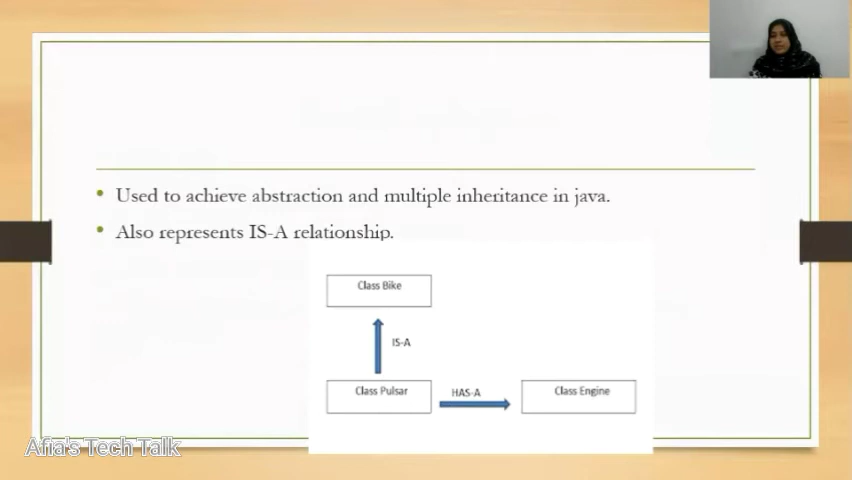 Used to achieve abstraction and multiple inheritance in java.
Also represents IS-A relationship.
Class Bike
IS-A
Class Pulsar
HAS-A
Class Engine
Afia's Tech Talk